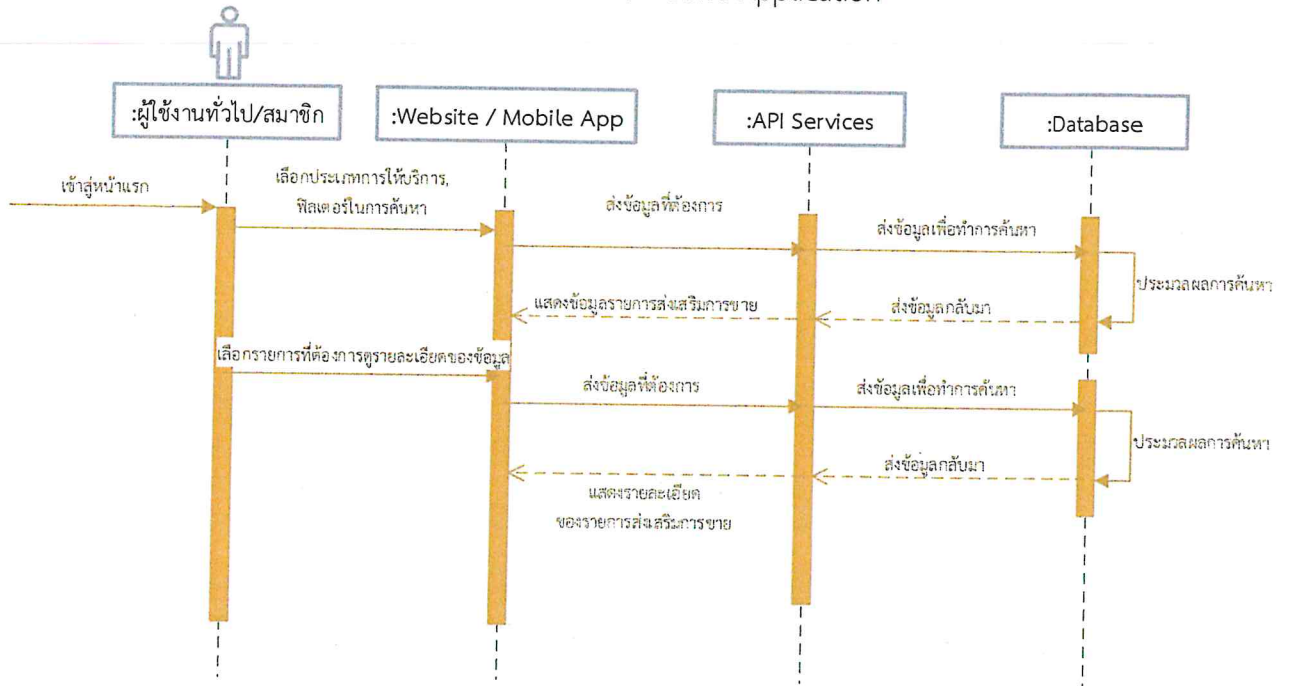 Application
:ผู้ใช้งานทั่วไป/สมาชิก
:Website / Mobile App
:API Services
:Database
เข้าสู่หน้าแรก
เลือกประเภทการให้บริการ,
ฟิลเตอร์ในการค้นหา
ส่งข้อมูลที่ต้องการ
ส่งข้อมูลเพื่อทำการค้นหา
ประมวลผลการค้นหา
แสดงข้อมูลรายการส่งเสริมการขาย
ส่งข้อมูลกลับมา
เลือกรายการที่ต้องการดูรายละเอียดของข้อมูล
ส่งข้อมูลที่ต้องการ
ส่งข้อมูลเพื่อทำการค้นหา
ประมวลผลการค้นหา
ส่งข้อมูลกลับมา
แสดงรายละเอียด
ของรายการส่งเสริมการขาย